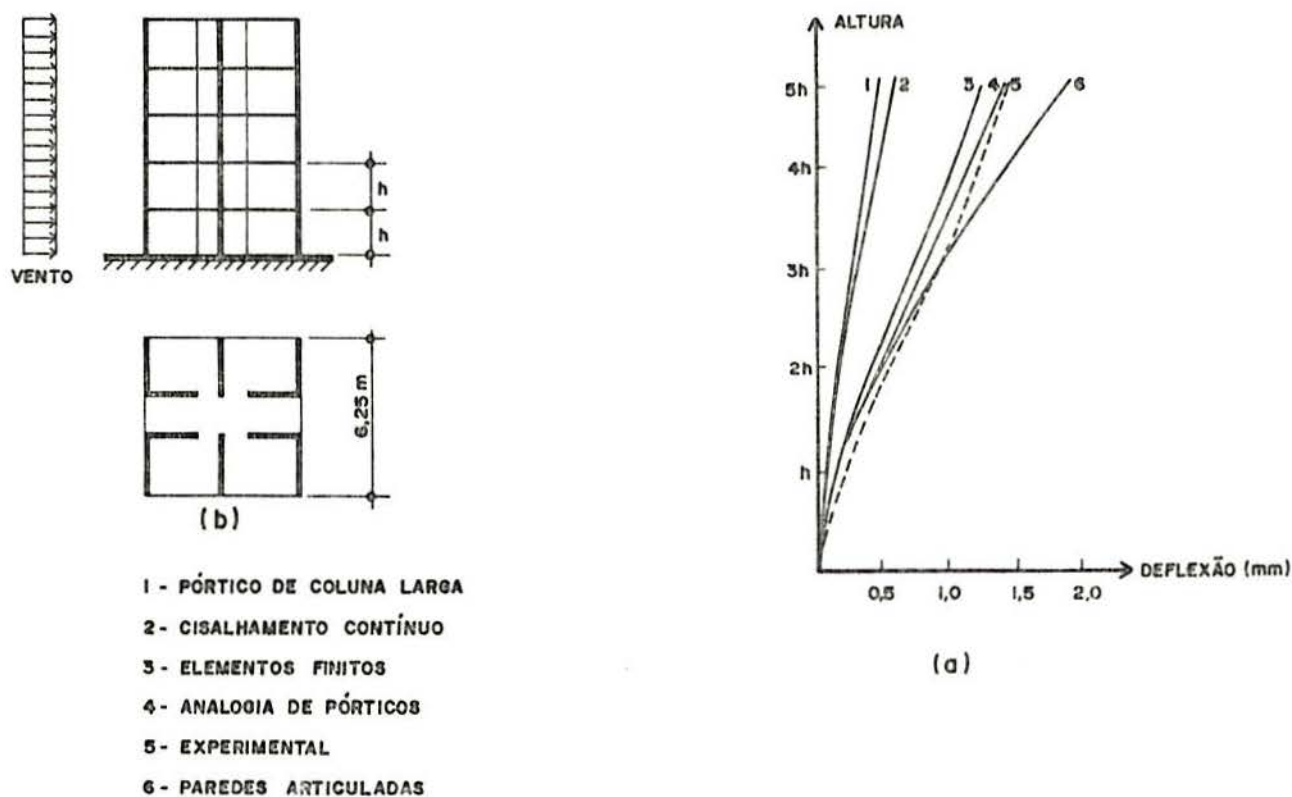 VENTO
h
h
6,25 m
(b)
1 - PÓRTICO DE COLUNA LARGA
2 - CISALHAMENTO CONTÍNUO
3 - ELEMENTOS FINITOS
4 - ANALOGIA DE PÓRTICOS
5 - EXPERIMENTAL
6 - PAREDES ARTICULADAS
ALTURA
1 2 3 4 5 6
5h
4h
3h
2h
h
DEFLEXÃO (mm)
0,5 1,0 1,5 2,0
(a)